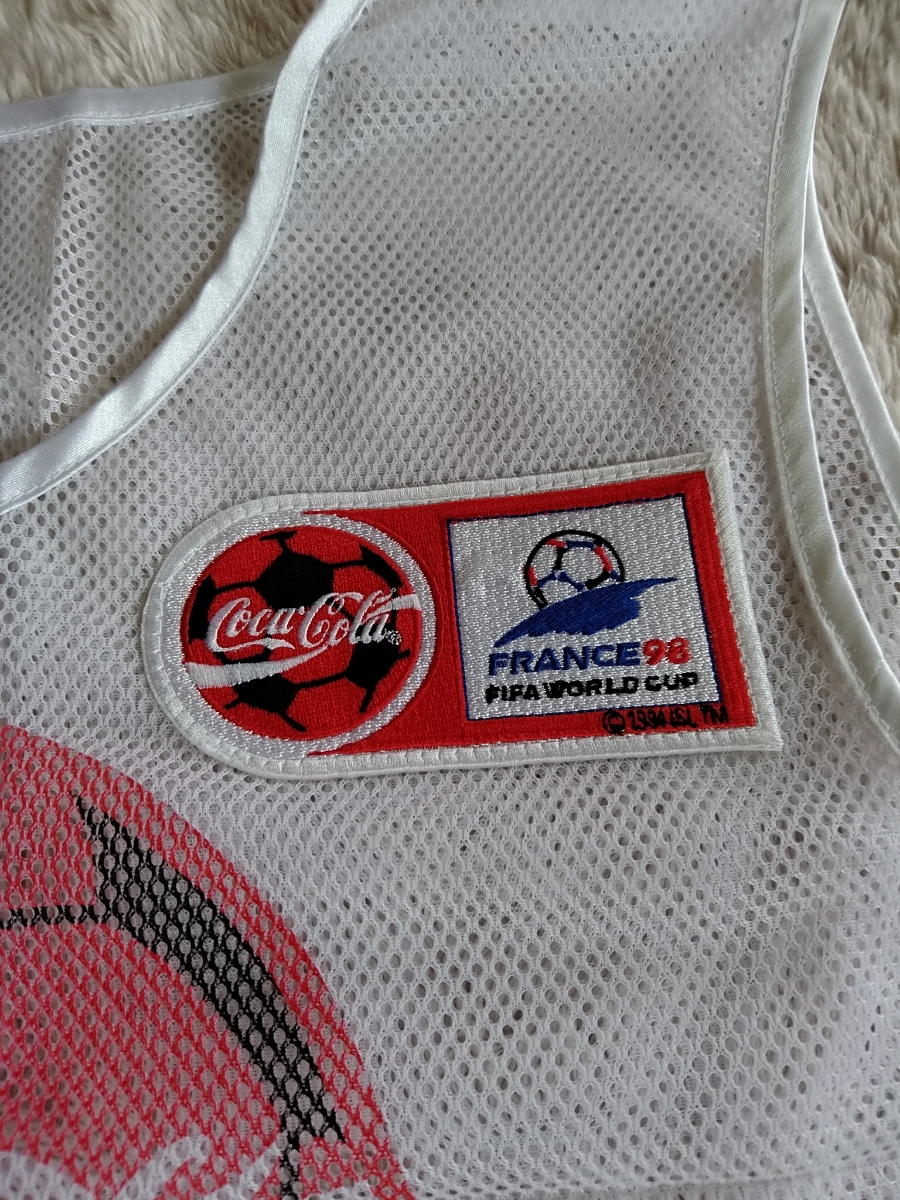 Coca-Cola
FRANCE98
FIFA WORLD CUP
© 1994 ISL TM